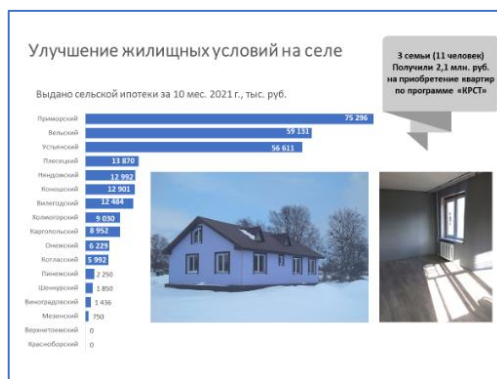 Улучшение жилищных условий на селе
3 семьи (11 человек)
Получили 2,1 млн. руб.
на приобретение квартир
по программе «КРСТ»
Выдано сельской ипотеки за 10 мес. 2021 г., тыс. руб.
Приморский 75 296
Вельский 59 131
Устьянский 56 611
Плесецкий 13 870
Няндомский 12 992
Коношский 12 901
Вилегодский 12 484
Холмогорский 9 030
Каргопольский 8 952
Онежский 6 229
Котласский 5 992
Пинежский 2 250
Шенкурский 1 850
Виноградовский 1 436
Мезенский 750
Верхнетоемский 0
Красноборский 0